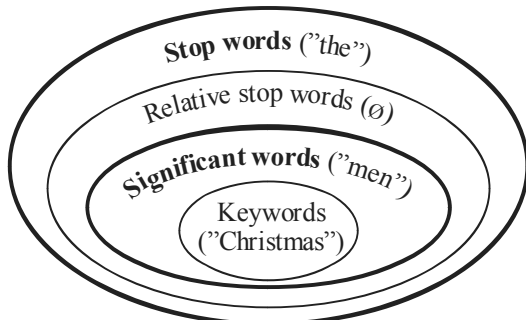 Stop words (”the”)
Relative stop words (ø)
Significant words (”men”)
Keywords
(”Christmas”)